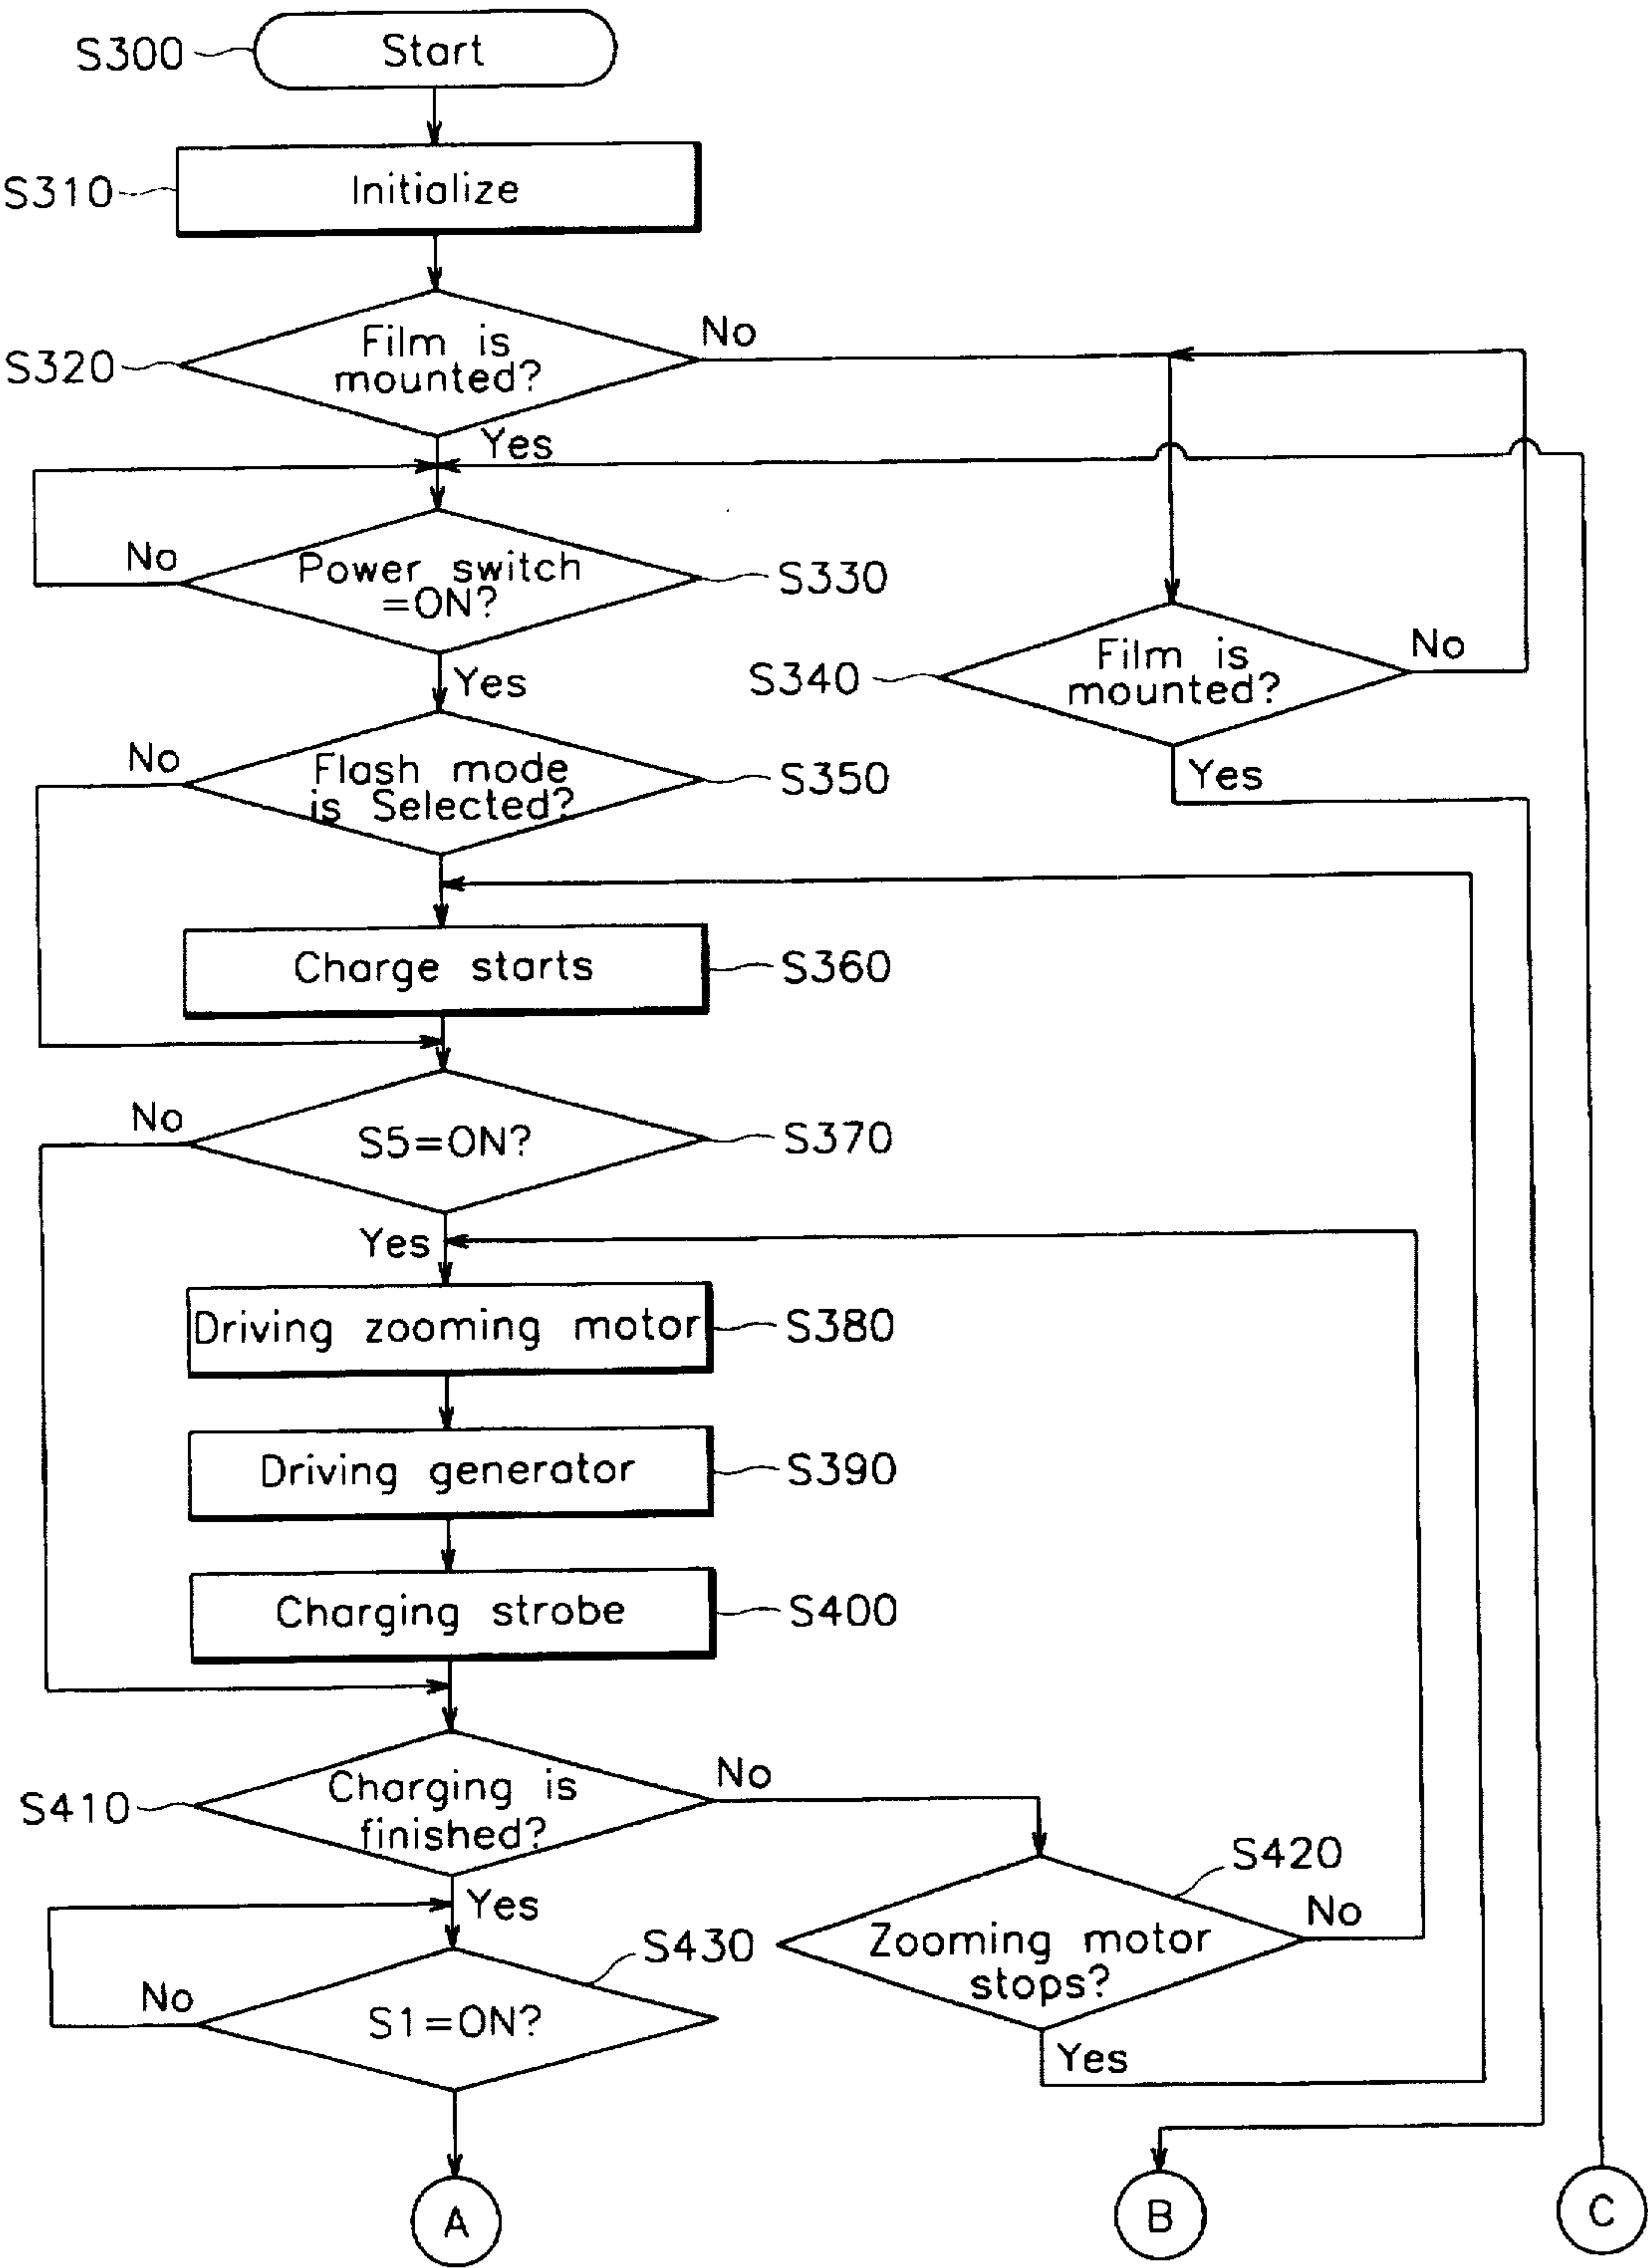 S300
Start
S310
Initialize
S320
Film is
mounted?
No
Yes
No
Power switch
=ON?
S330
Yes
S340
Film is
mounted?
No
Yes
No
Flash mode
is Selected?
S350
Charge starts
S360
No
S5=ON?
S370
Yes
Driving zooming motor
S380
Driving generator
S390
Charging strobe
S400
S410
Charging is
finished?
No
Yes
S420
Zooming motor
stops?
No
Yes
S430
No
S1=ON?
A
B
C